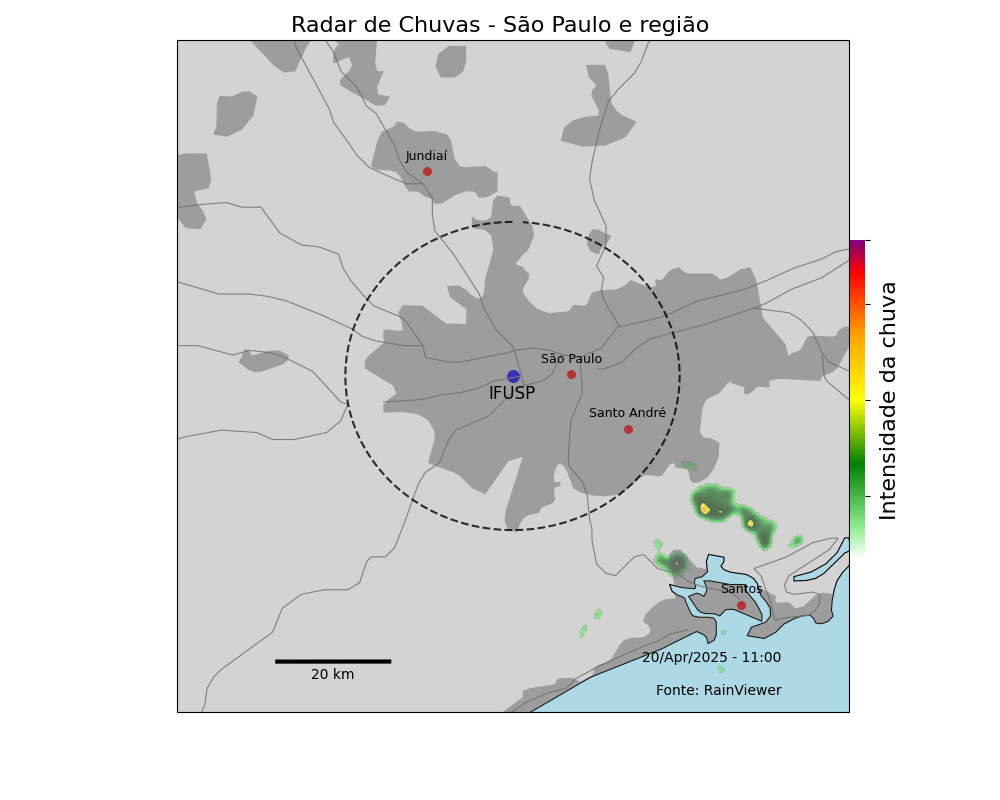 Radar de Chuvas - São Paulo e região
Jundiaí
São Paulo
IFUSP
Santo André
Santos
20/Apr/2025 - 11:00
20 km
Fonte: RainViewer
Intensidade da chuva